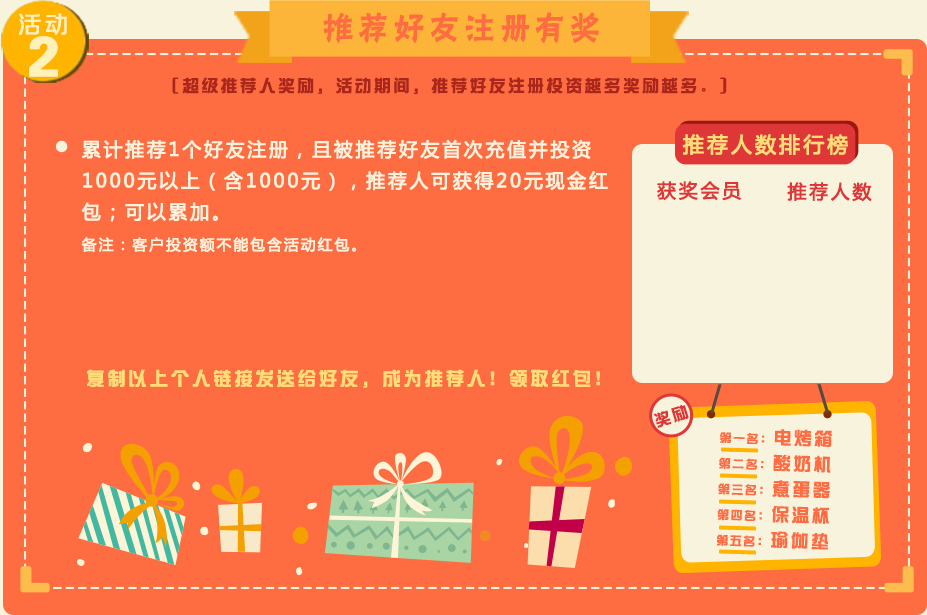 活动
2
推荐好友注册有奖
〔超级推荐人奖励，活动期间，推荐好友注册投资越多奖励越多。〕
累计推荐1个好友注册，且被推荐好友首次充值并投资
1000元以上（含1000元），推荐人可获得20元现金红
包；可以累加。
备注：客户投资额不能包含活动红包。
复制以上个人链接发送给好友，成为推荐人！领取红包！
推荐人数排行榜
获奖会员 推荐人数
奖励
第一名：电烤箱
第二名：酸奶机
第三名：煮蛋器
第四名：保温杯
第五名：瑜伽垫